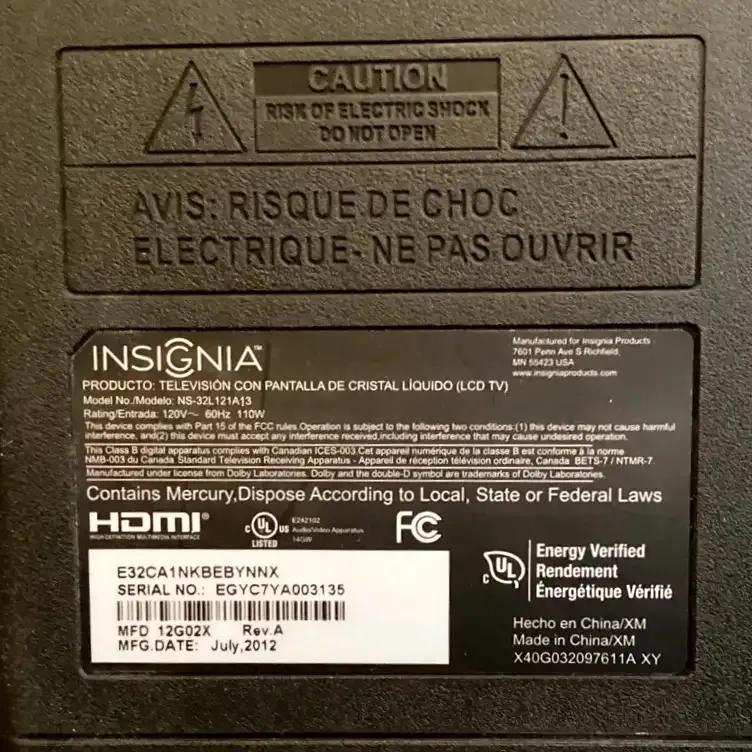 CAUTION
RISK OF ELECTRIC SHOCK
DO NOT OPEN
AVIS: RISQUE DE CHOC
ELECTRIQUE- NE PAS OUVRIR
INSIGNIA™
Manufactured for Insignia Products
7601 Penn Ave S Richfield,
MN 55423 USA
www.insigniaproducts.com
PRODUCTO: TELEVISIÓN CON PANTALLA DE CRISTAL LÍQUIDO (LCD TV)
Model No./Modelo: NS-32L121A13
Rating/Entrada: 120V~ 60Hz 110W
This device complies with Part 15 of the FCC rules.Operation is subject to the following two conditions:(1) this device may not cause harmful
interference, and(2) this device must accept any interference received,including interference that may cause undesired operation.
This Class B digital apparatus complies with Canadian ICES-003.Cet appareil numérique de la classe B est conforme à la norme
NMB-003 du Canada. Standard Television Receiving Apparatus - Appareil de réception télévision ordinaire, Canada BETS-7 / NTMR-7.
Manufactured under license from Dolby Laboratories. Dolby and the double-D symbol are trademarks of Dolby Laboratories.
Contains Mercury,Dispose According to Local, State or Federal Laws
HDMI®
HIGH-DEFINITION MULTIMEDIA INTERFACE
C UL US
LISTED
E242102
Audio/Video Apparatus
14GW
FC
E32CA1NKBEBYNNX
SERIAL NO.: EGYC7YA003135
MFD 12G02X Rev.A
MFG.DATE: July,2012
C UL
Energy Verified
Rendement
Énergétique Vérifié
Hecho en China/XM
Made in China/XM
X40G032097611A XY